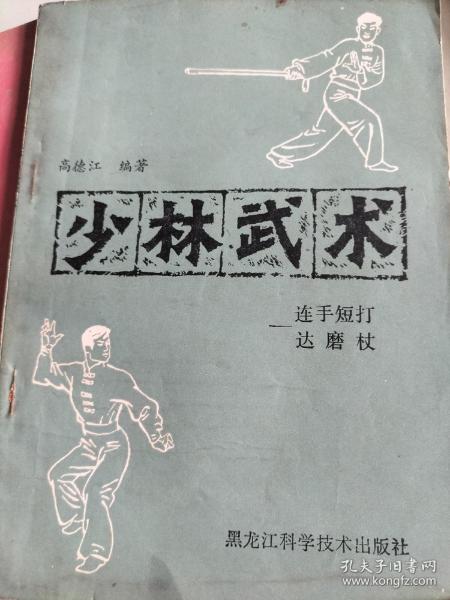 高德江 编著
少林武术
——连手短打
达磨杖
黑龙江科学技术出版社
孔夫子旧书网
www.kongfz.com